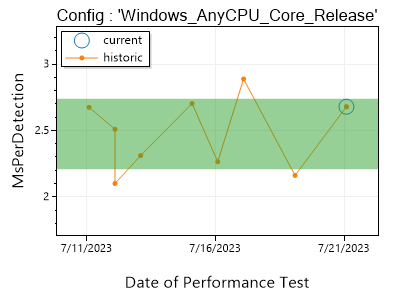 Config : 'Windows_AnyCPU_Core_Release'
current
historic
3
2.5
2
MsPerDetection
7/11/2023 7/16/2023 7/21/2023
Date of Performance Test